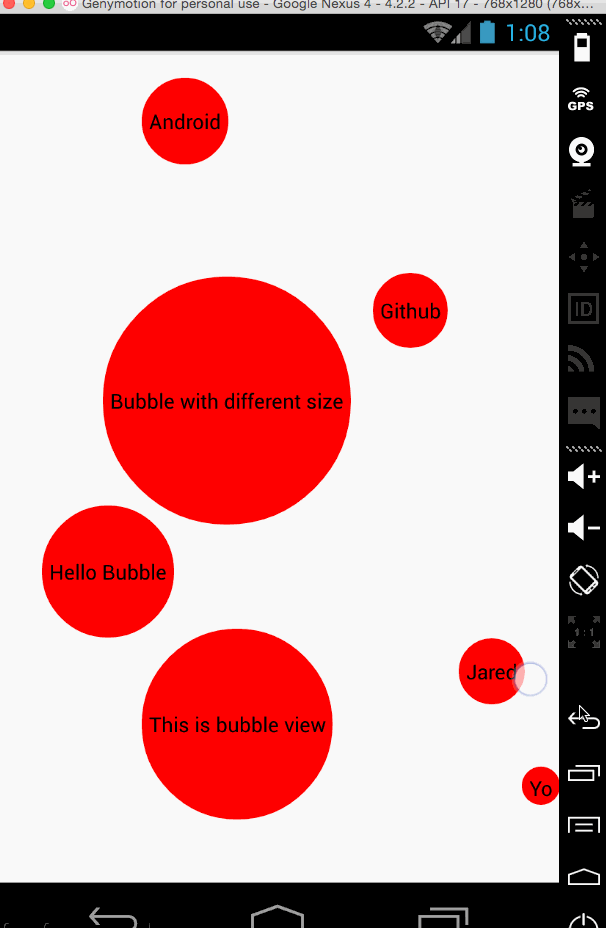 Genymotion for personal use - Google Nexus 4 - 4.2.2 - API 17 - 768x1280 (768x...
1:08
Android
GPS
Github
ID
Bubble with different size
Hello Bubble
1:1
Jared
This is bubble view
Yo